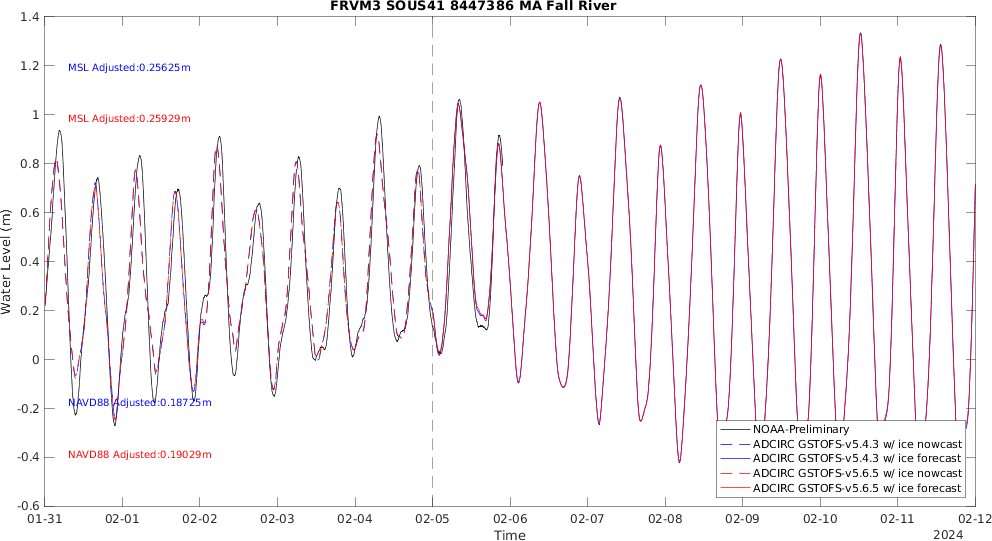 FRVM3 SOUS41 8447386 MA Fall River
Water Level (m)
1.4
1.2
1
0.8
0.6
0.4
0.2
0
-0.2
-0.4
-0.6
MSL Adjusted:0.25625m
MSL Adjusted:0.25929m
NAVD88 Adjusted:0.18725m
NAVD88 Adjusted:0.19029m
NOAA-Preliminary
ADCIRC GSTOFS-v5.4.3 w/ ice nowcast
ADCIRC GSTOFS-v5.4.3 w/ ice forecast
ADCIRC GSTOFS-v5.6.5 w/ ice nowcast
ADCIRC GSTOFS-v5.6.5 w/ ice forecast
01-31 02-01 02-02 02-03 02-04 02-05 02-06 02-07 02-08 02-09 02-10 02-11 02-12
Time
2024